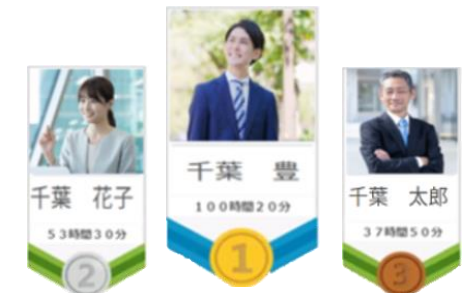 千葉　花子
53時間30分
2
千葉　豊
100時間20分
1
千葉　太郎
37時間50分
3